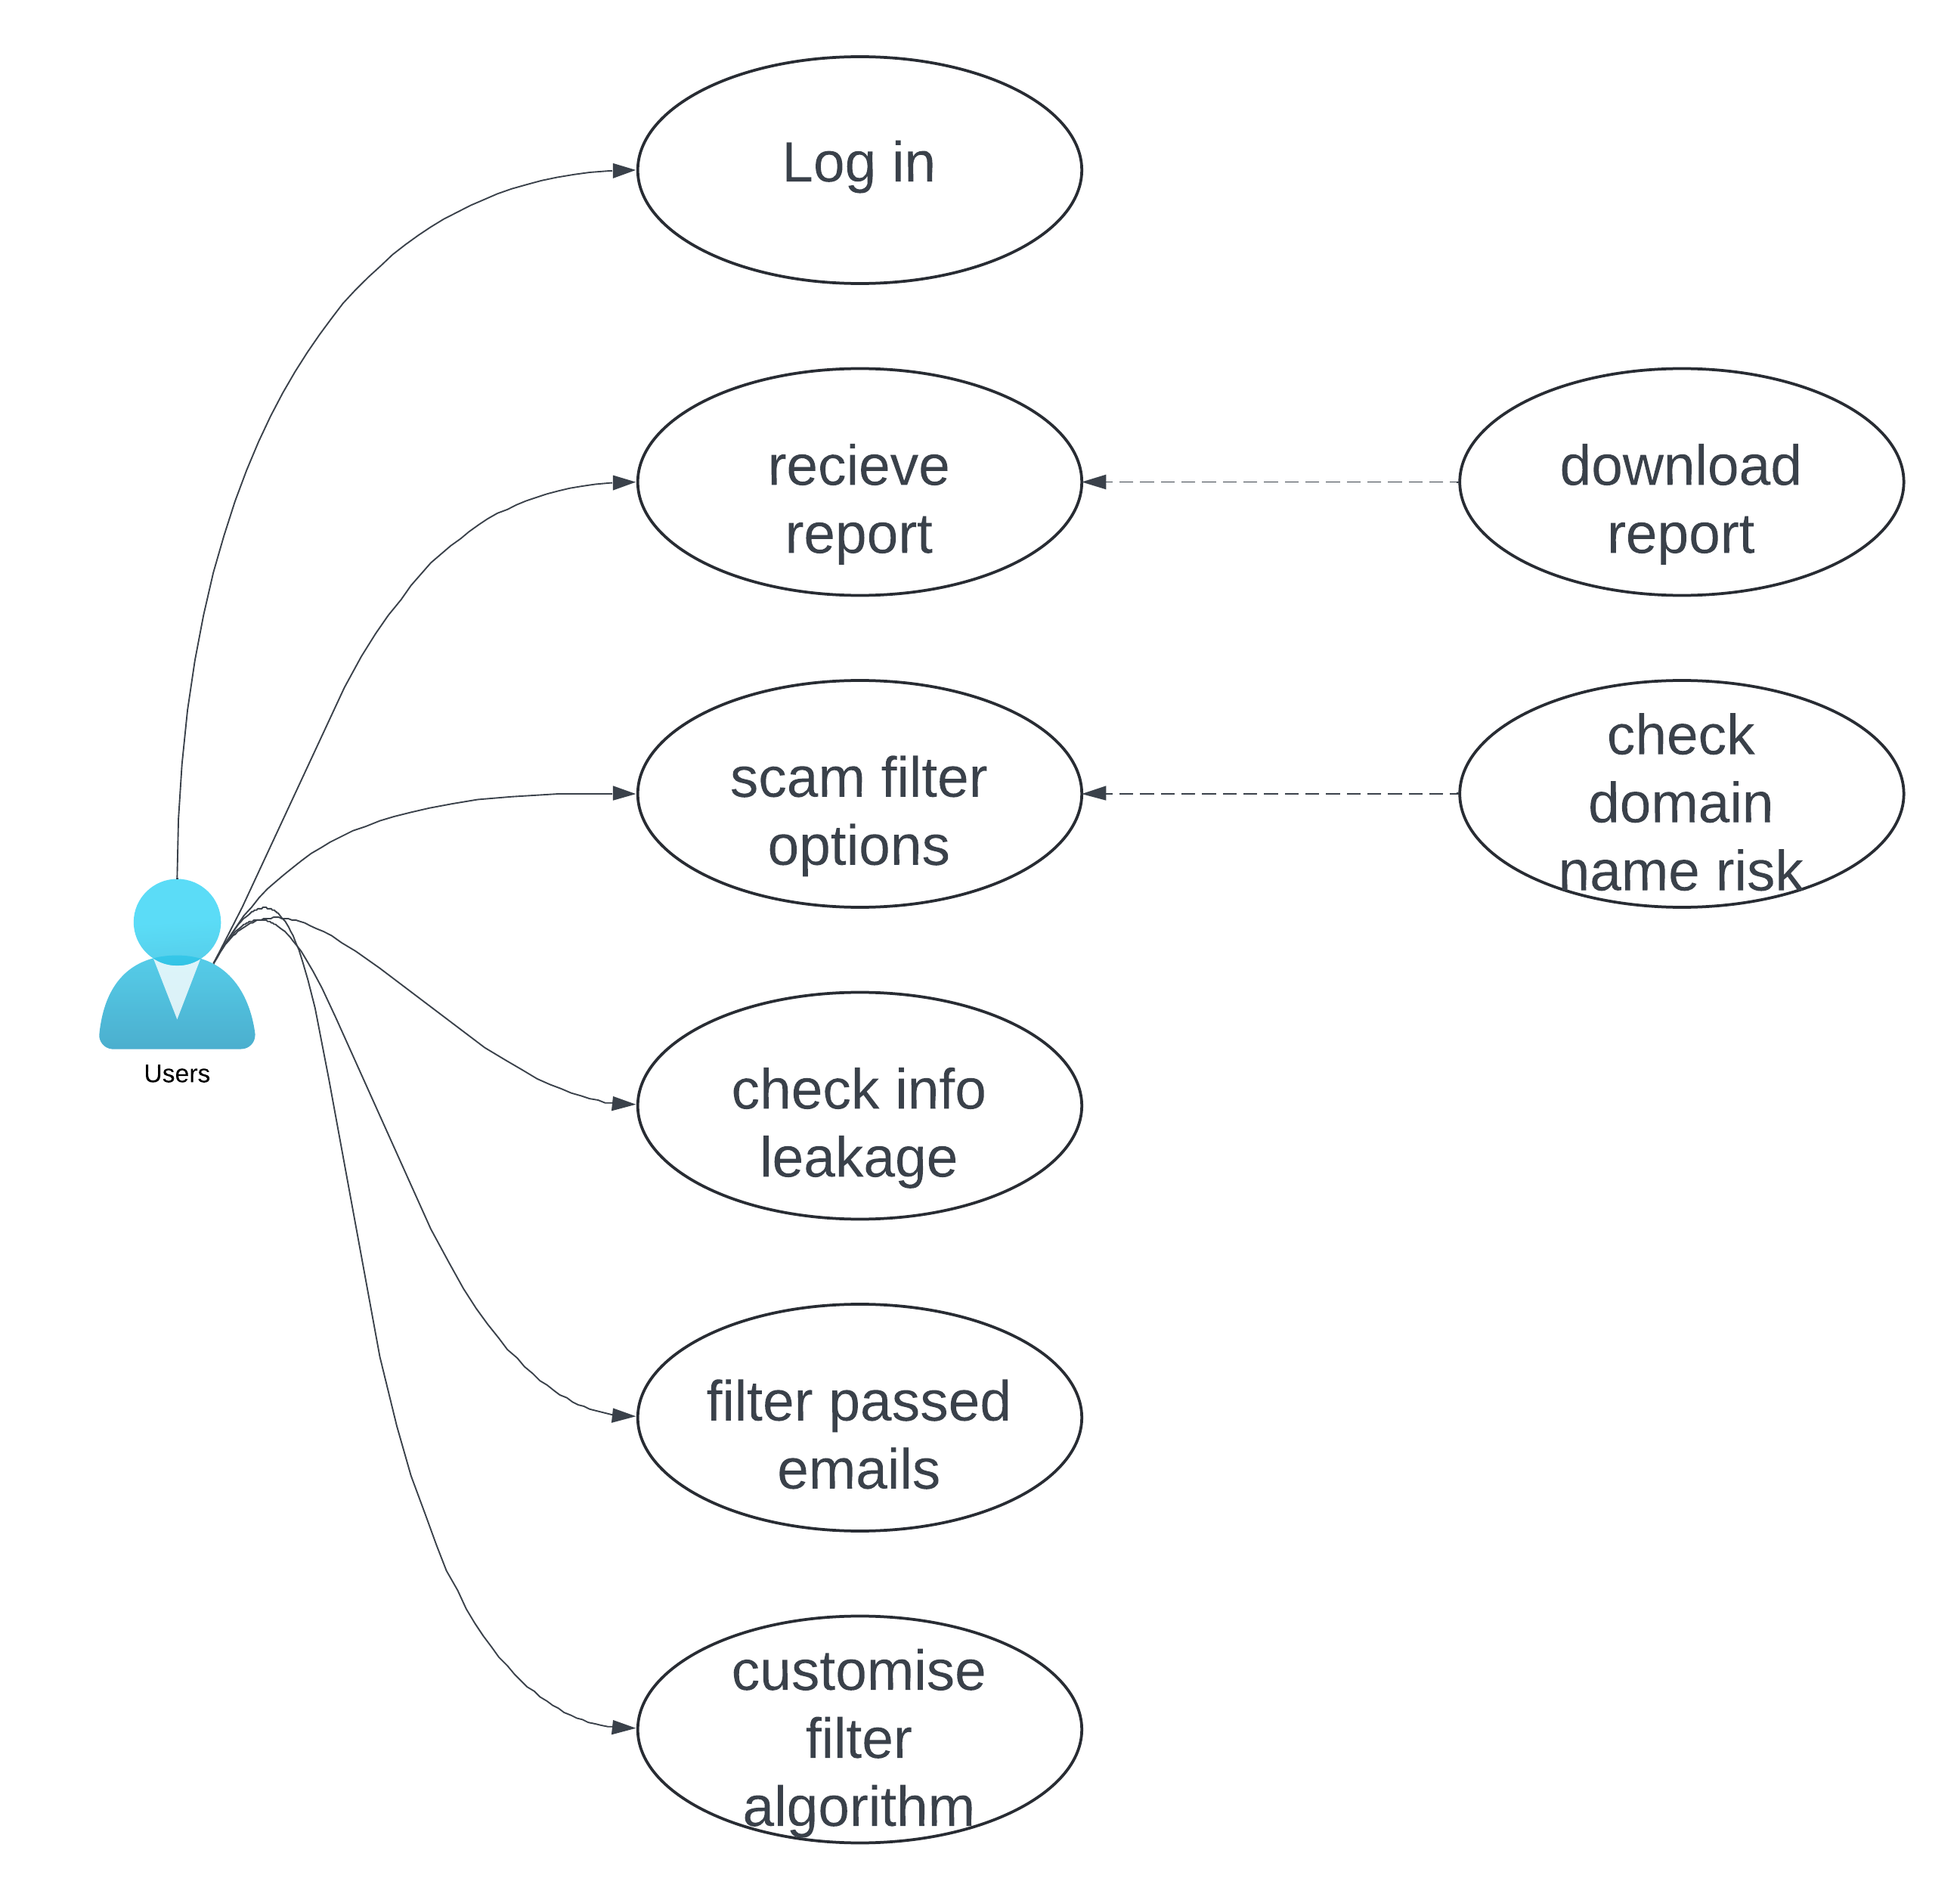 Log in
recieve
report
download
report
scam filter
options
check
domain
name risk
Users
check info
leakage
filter passed
emails
customise
filter
algorithm